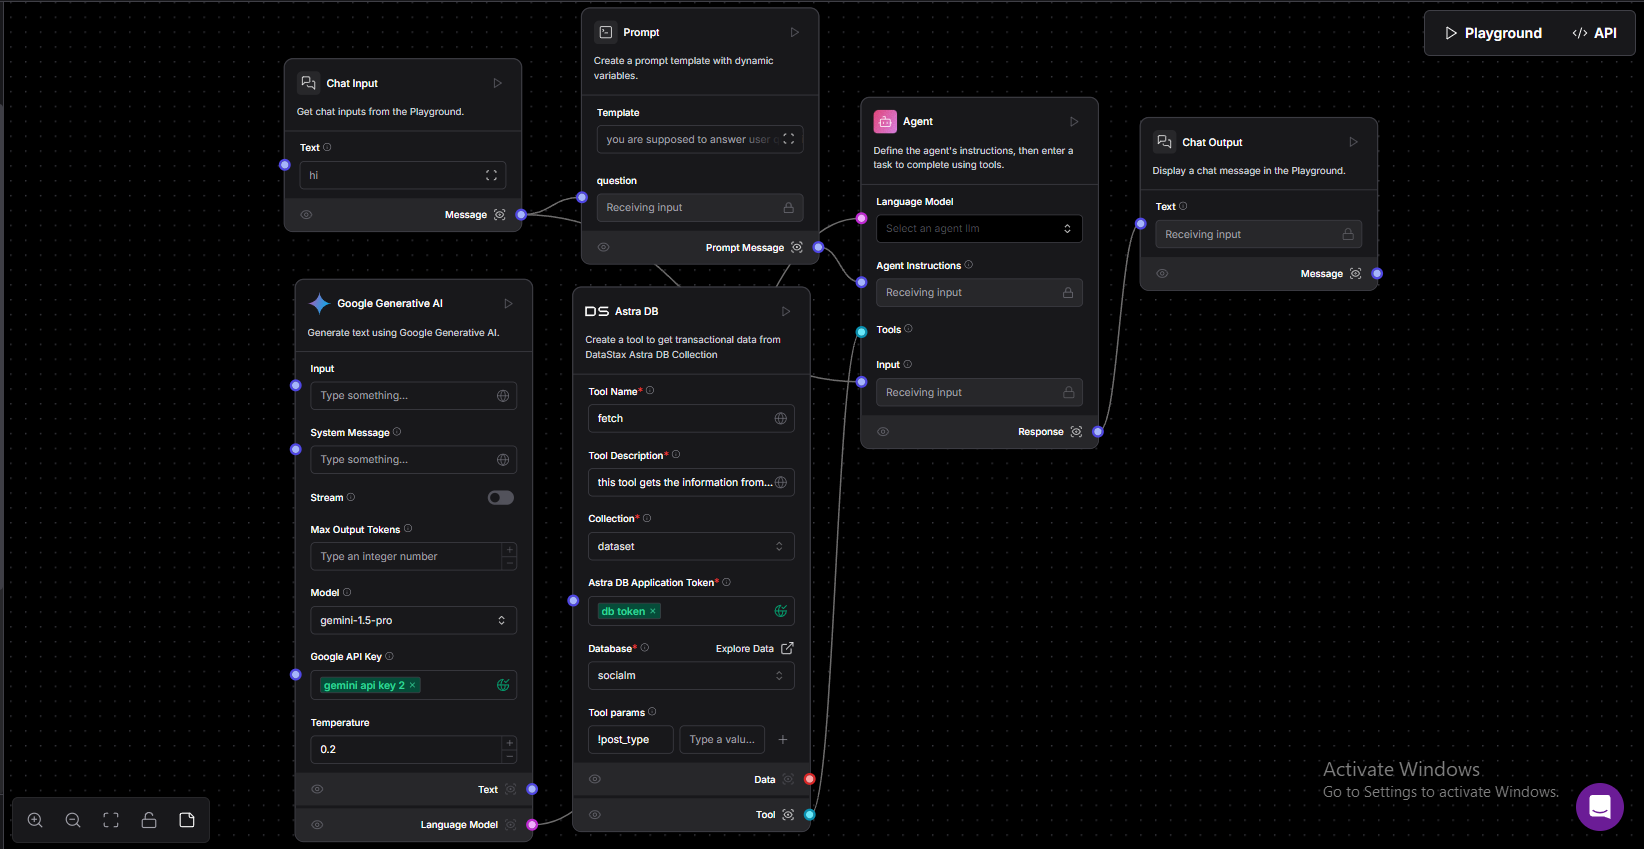 Playground
API
Chat Input
Get chat inputs from the Playground.
Text
hi
Message
Prompt
Create a prompt template with dynamic
variables.
Template
you are supposed to answer user
question
Receiving input
Prompt Message
Agent
Define the agent's instructions, then enter a
task to complete using tools.
Language Model
Select an agent llm
Agent Instructions
Receiving input
Tools
Input
Receiving input
Response
Chat Output
Display a chat message in the Playground.
Text
Receiving input
Message
Google Generative AI
Generate text using Google Generative AI.
Input
Type something...
System Message
Type something...
Stream
Max Output Tokens
Type an integer number
Model
gemini-1.5-pro
Google API Key
gemini api key 2 ×
Temperature
0.2
Text
Language Model
DS Astra DB
Create a tool to get transactional data from
DataStax Astra DB Collection
Tool Name*
fetch
Tool Description*
this tool gets the information from...
Collection*
dataset
Astra DB Application Token*
db token ×
Database* Explore Data
socialm
Tool params
!post_type Type a valu...
Data
Tool
Activate Windows
Go to Settings to activate Windows.